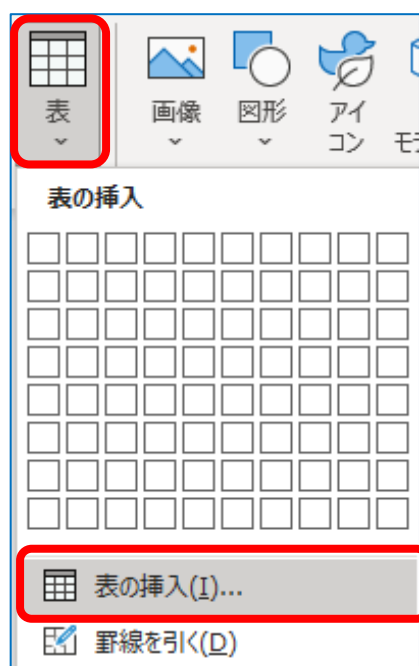 表
画像
図形
アイ
コン
表の挿入
表の挿入(I)...
罫線を引く(D)